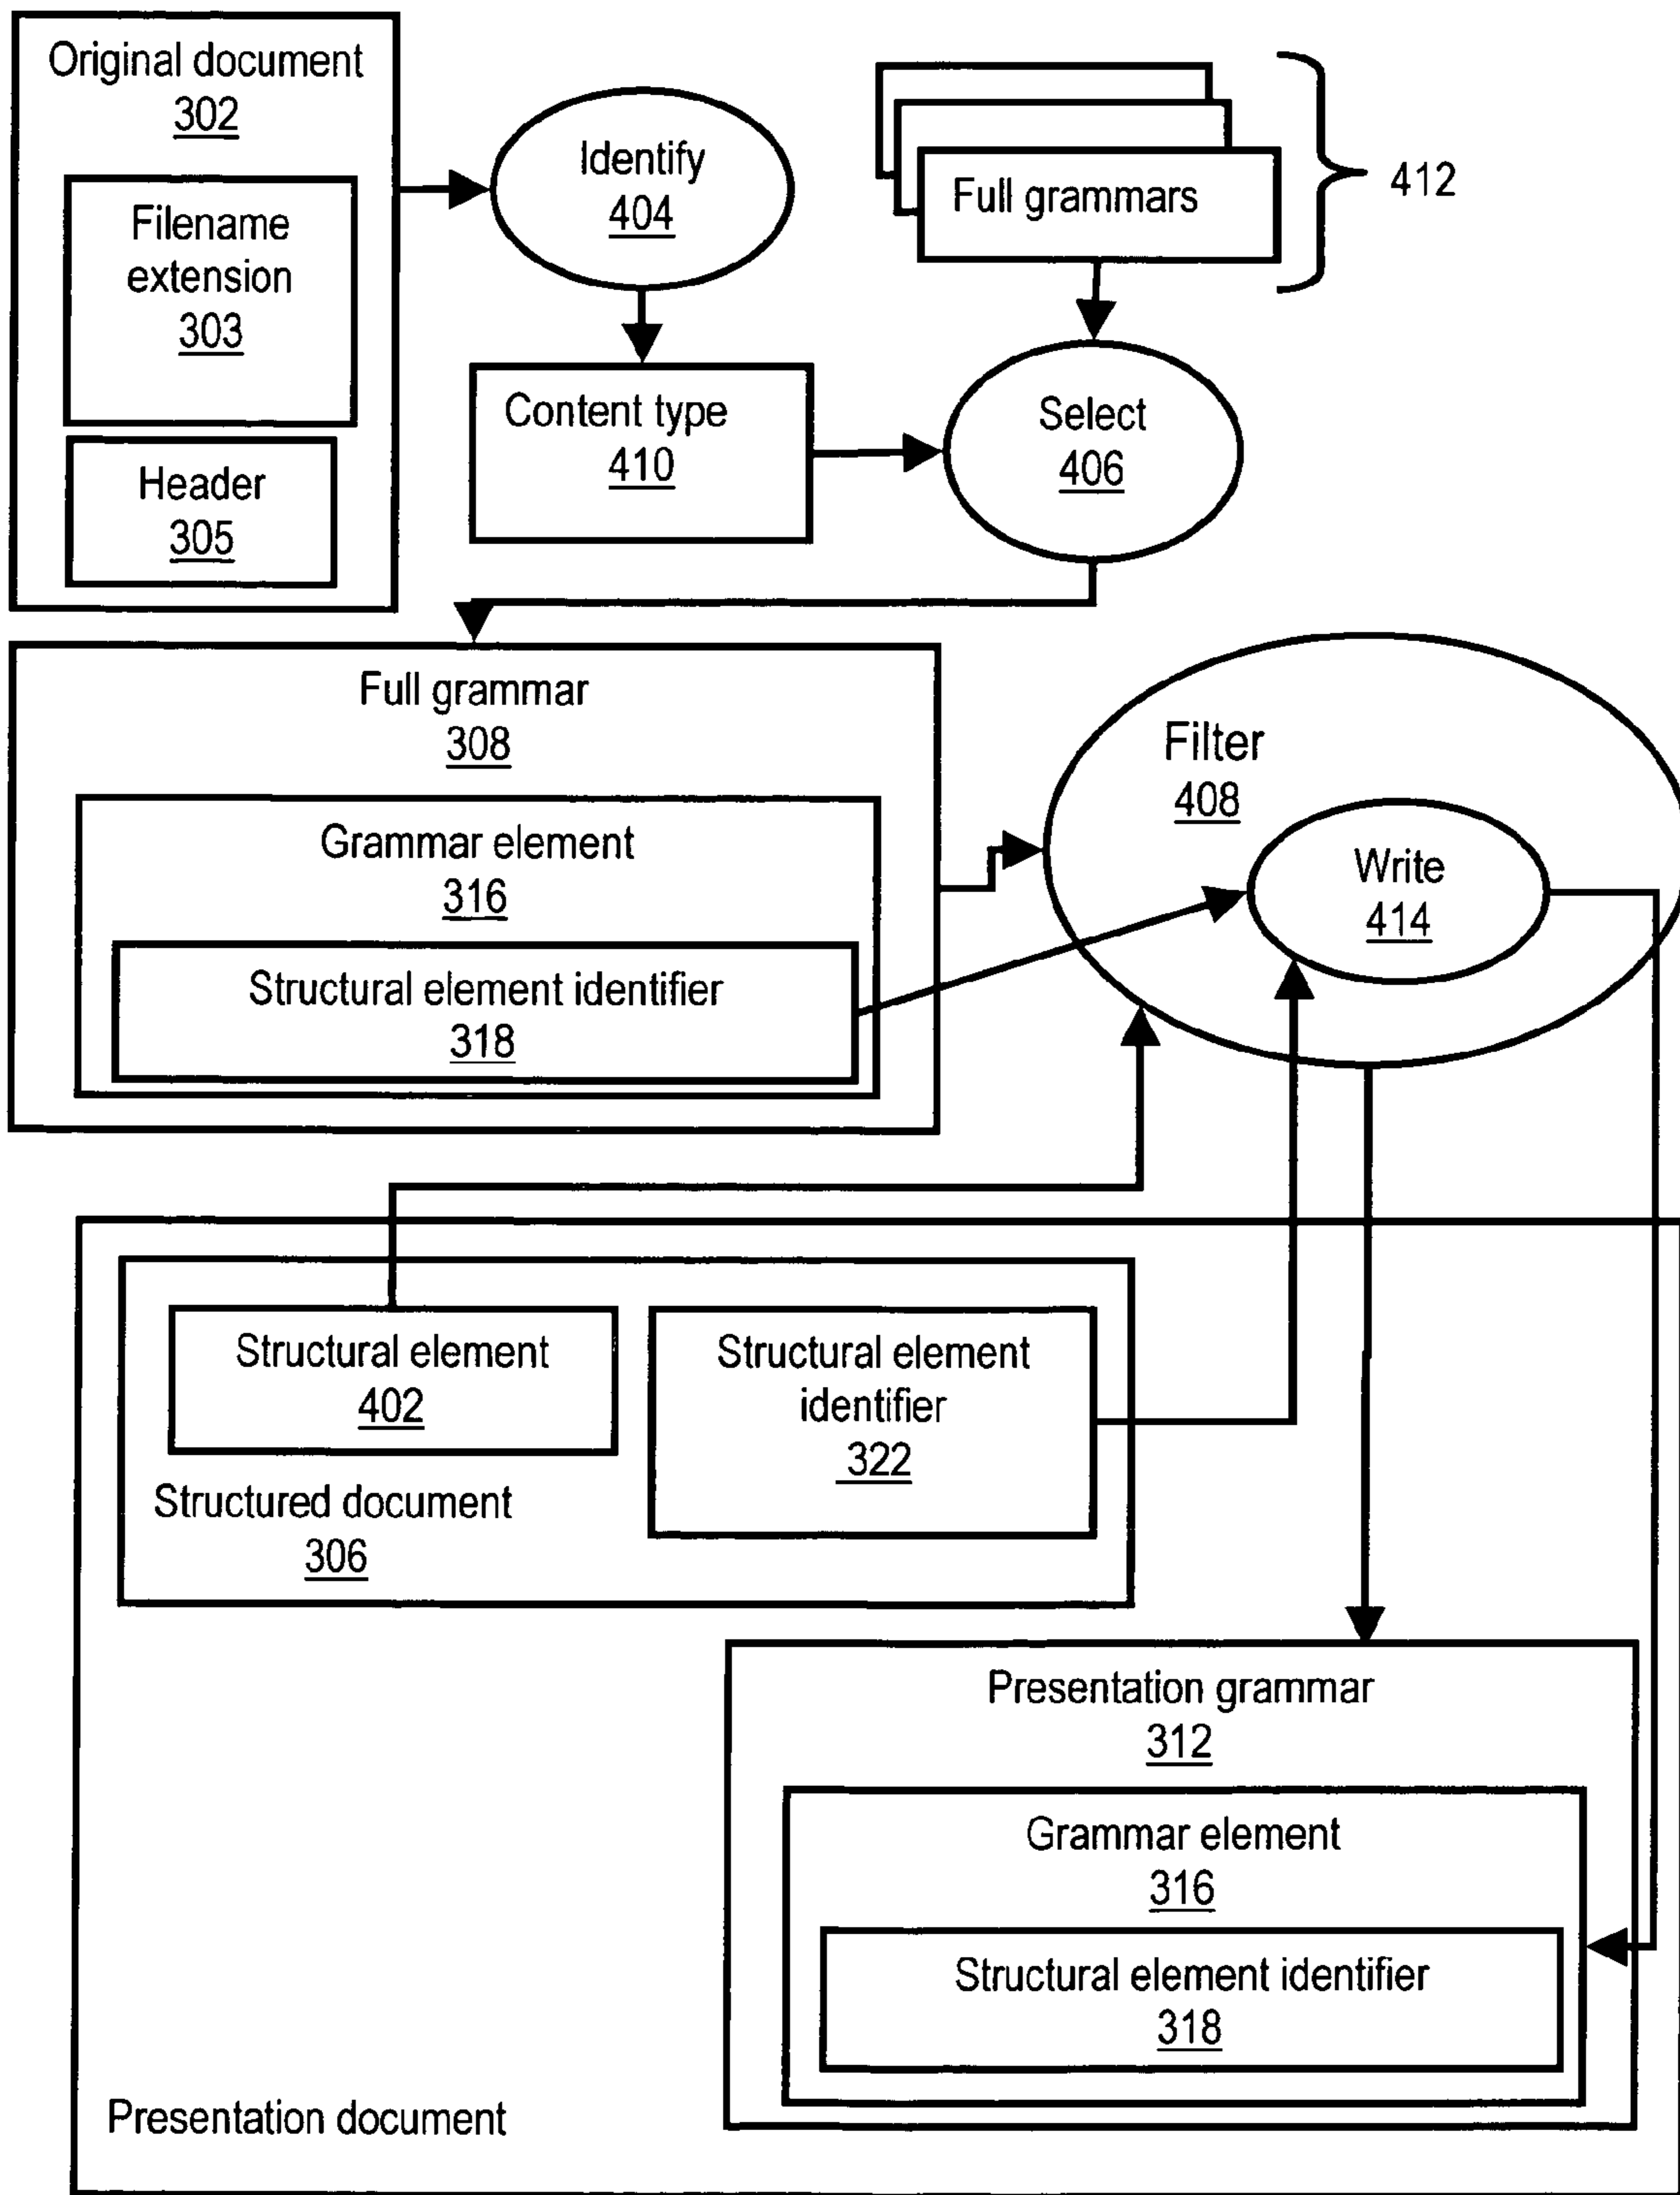 Original document
302
Filename
extension
303
Header
305
Identify
404
Full grammars
412
Content type
410
Select
406
Full grammar
308
Grammar element
316
Structural element identifier
318
Filter
408
Write
414
Structural element
402
Structural element
identifier
322
Structured document
306
Presentation grammar
312
Grammar element
316
Structural element identifier
318
Presentation document